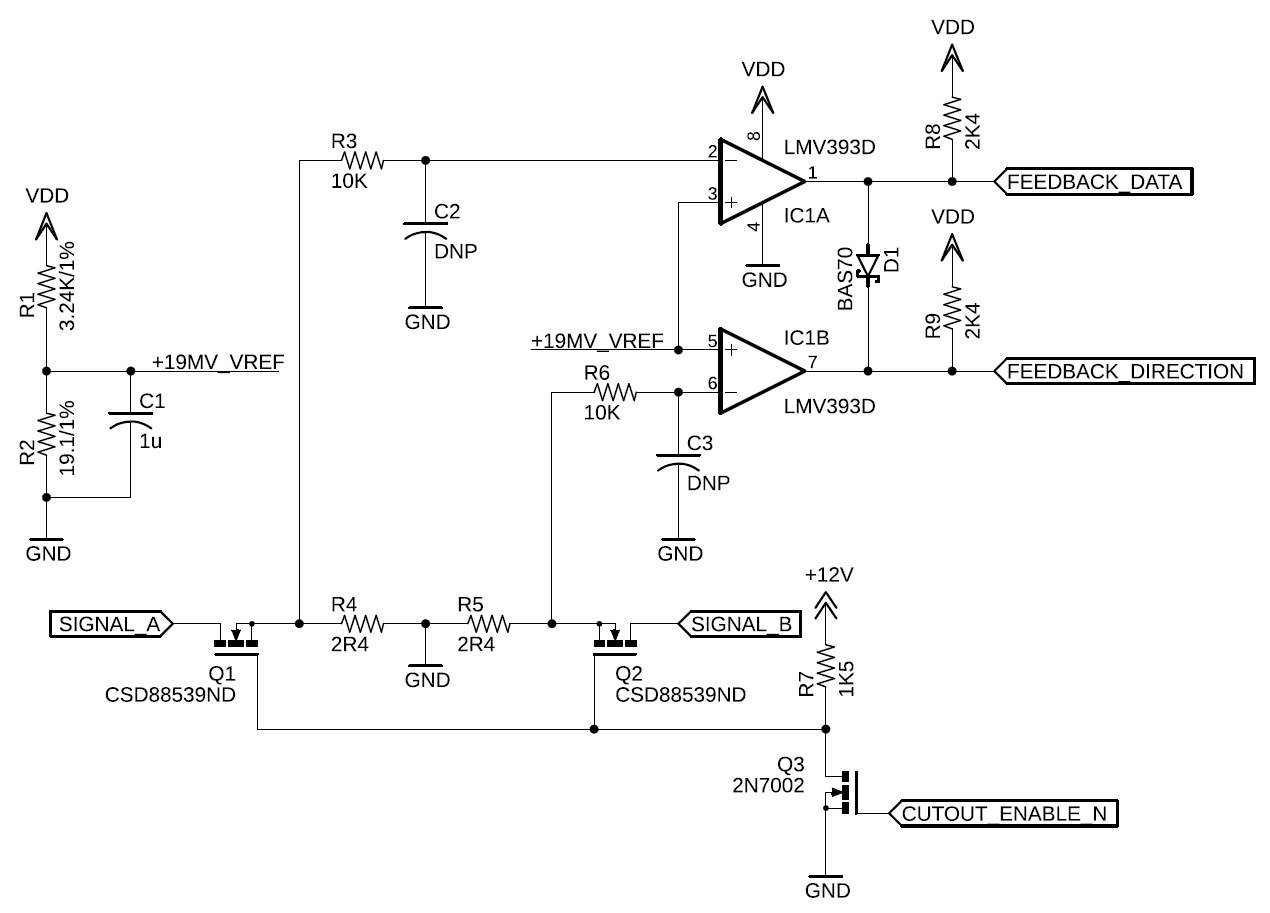 VDD
VDD
R8
2K4
8
LMV393D
R3
10K
2
−
1
FEEDBACK_DATA
3
+
IC1A
4
GND
VDD
R1
3.24K/1%
C2
DNP
GND
VDD
BAS70
D1
R9
2K4
+19MV_VREF
+19MV_VREF
5
+
IC1B
7
FEEDBACK_DIRECTION
R6
10K
6
−
LMV393D
R2
19.1/1%
C1
1u
C3
DNP
GND
GND
+12V
SIGNAL_A
R4
2R4
R5
2R4
SIGNAL_B
Q1
CSD88539ND
GND
Q2
CSD88539ND
R7
1K5
Q3
2N7002
CUTOUT_ENABLE_N
GND